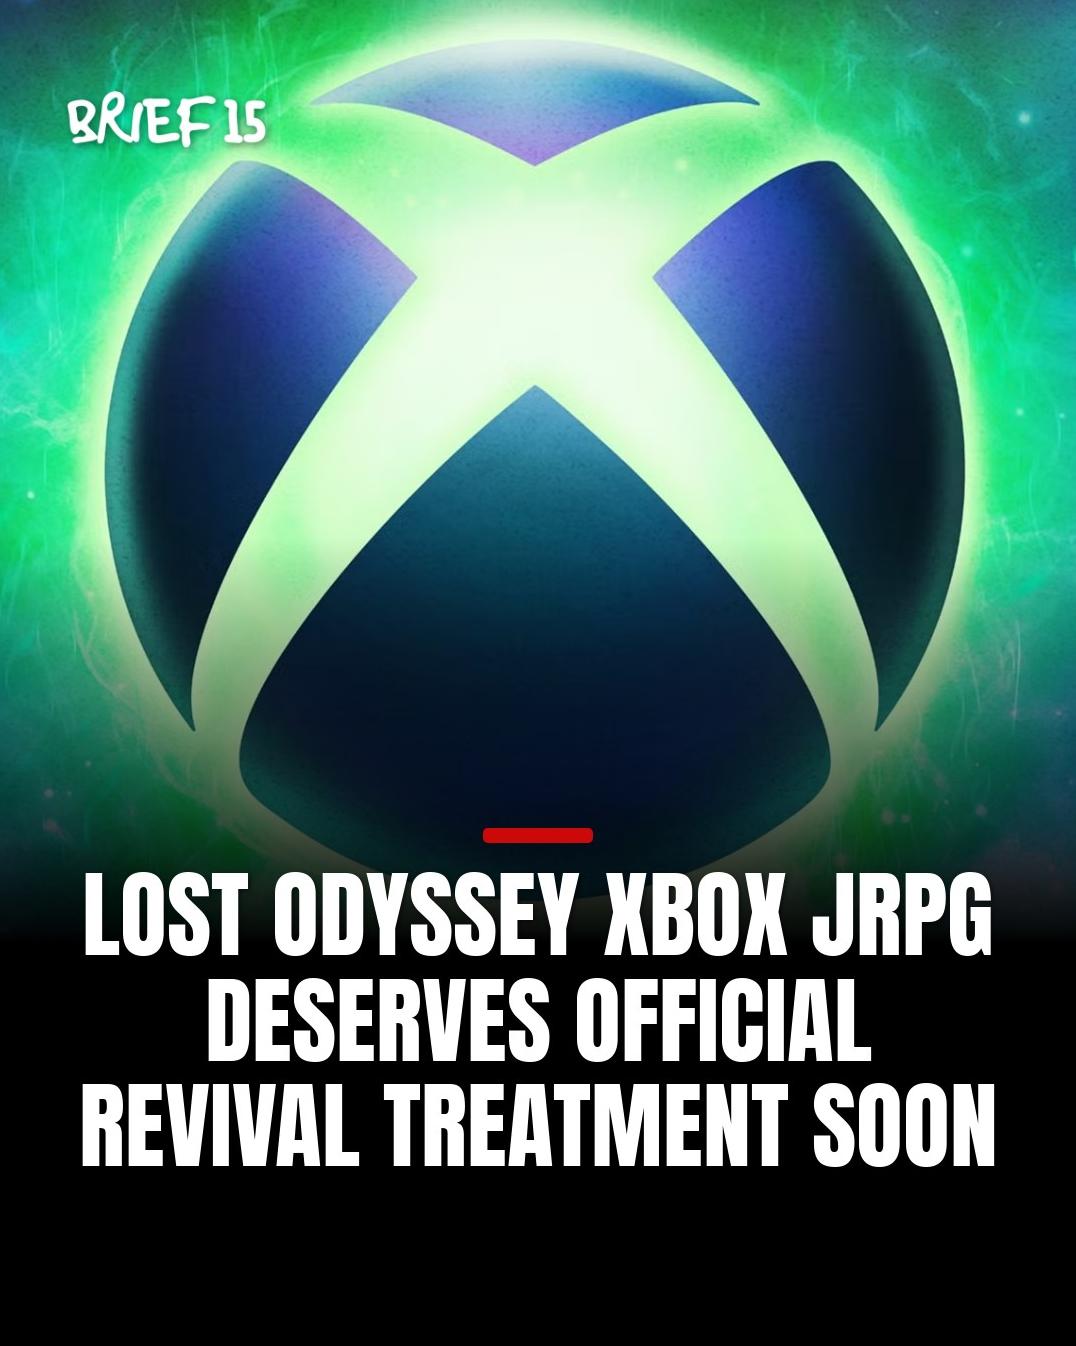 BRIEF 15
LOST ODYSSEY XBOX JRPG
DESERVES OFFICIAL
REVIVAL TREATMENT SOON